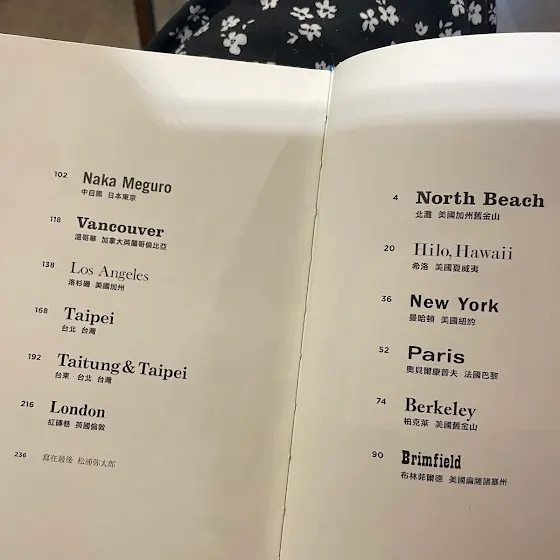 4 North Beach
北灘 美國加州舊金山
20 Hilo, Hawaii
希洛 美國夏威夷
36 New York
曼哈頓 美國紐約
52 Paris
奧貝爾康普夫 法國巴黎
74 Berkeley
柏克萊 美國舊金山
90 Brimfield
布林菲爾德 美國麻薩諸塞州
102 Naka Meguro
中目黑 日本東京
118 Vancouver
溫哥華 加拿大英屬哥倫比亞
138 Los Angeles
洛杉磯 美國加州
168 Taipei
台北 台灣
192 Taitung & Taipei
台東·台北 台灣
216 London
紅磚巷 英國倫敦
236 寫在最後 松浦弥太郎